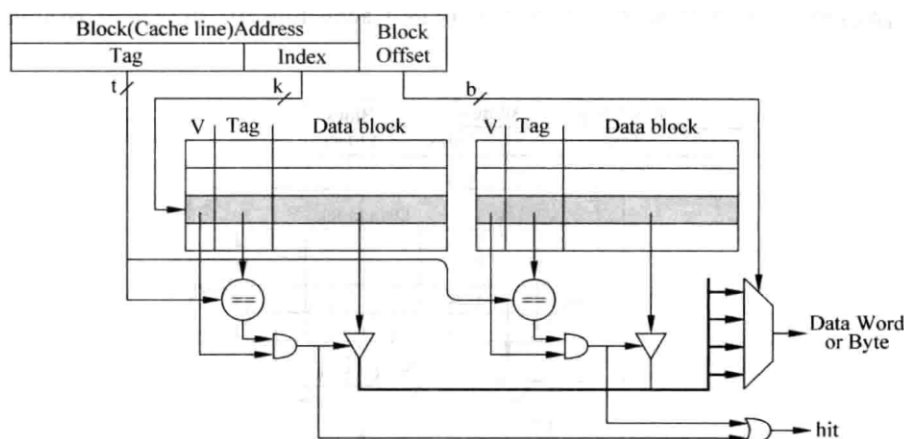 Block(Cache line)Address
Block
Offset
Tag
Index
t
k
b
V
Tag
Data block
V
Tag
Data block
==
==
Data Word
or Byte
hit